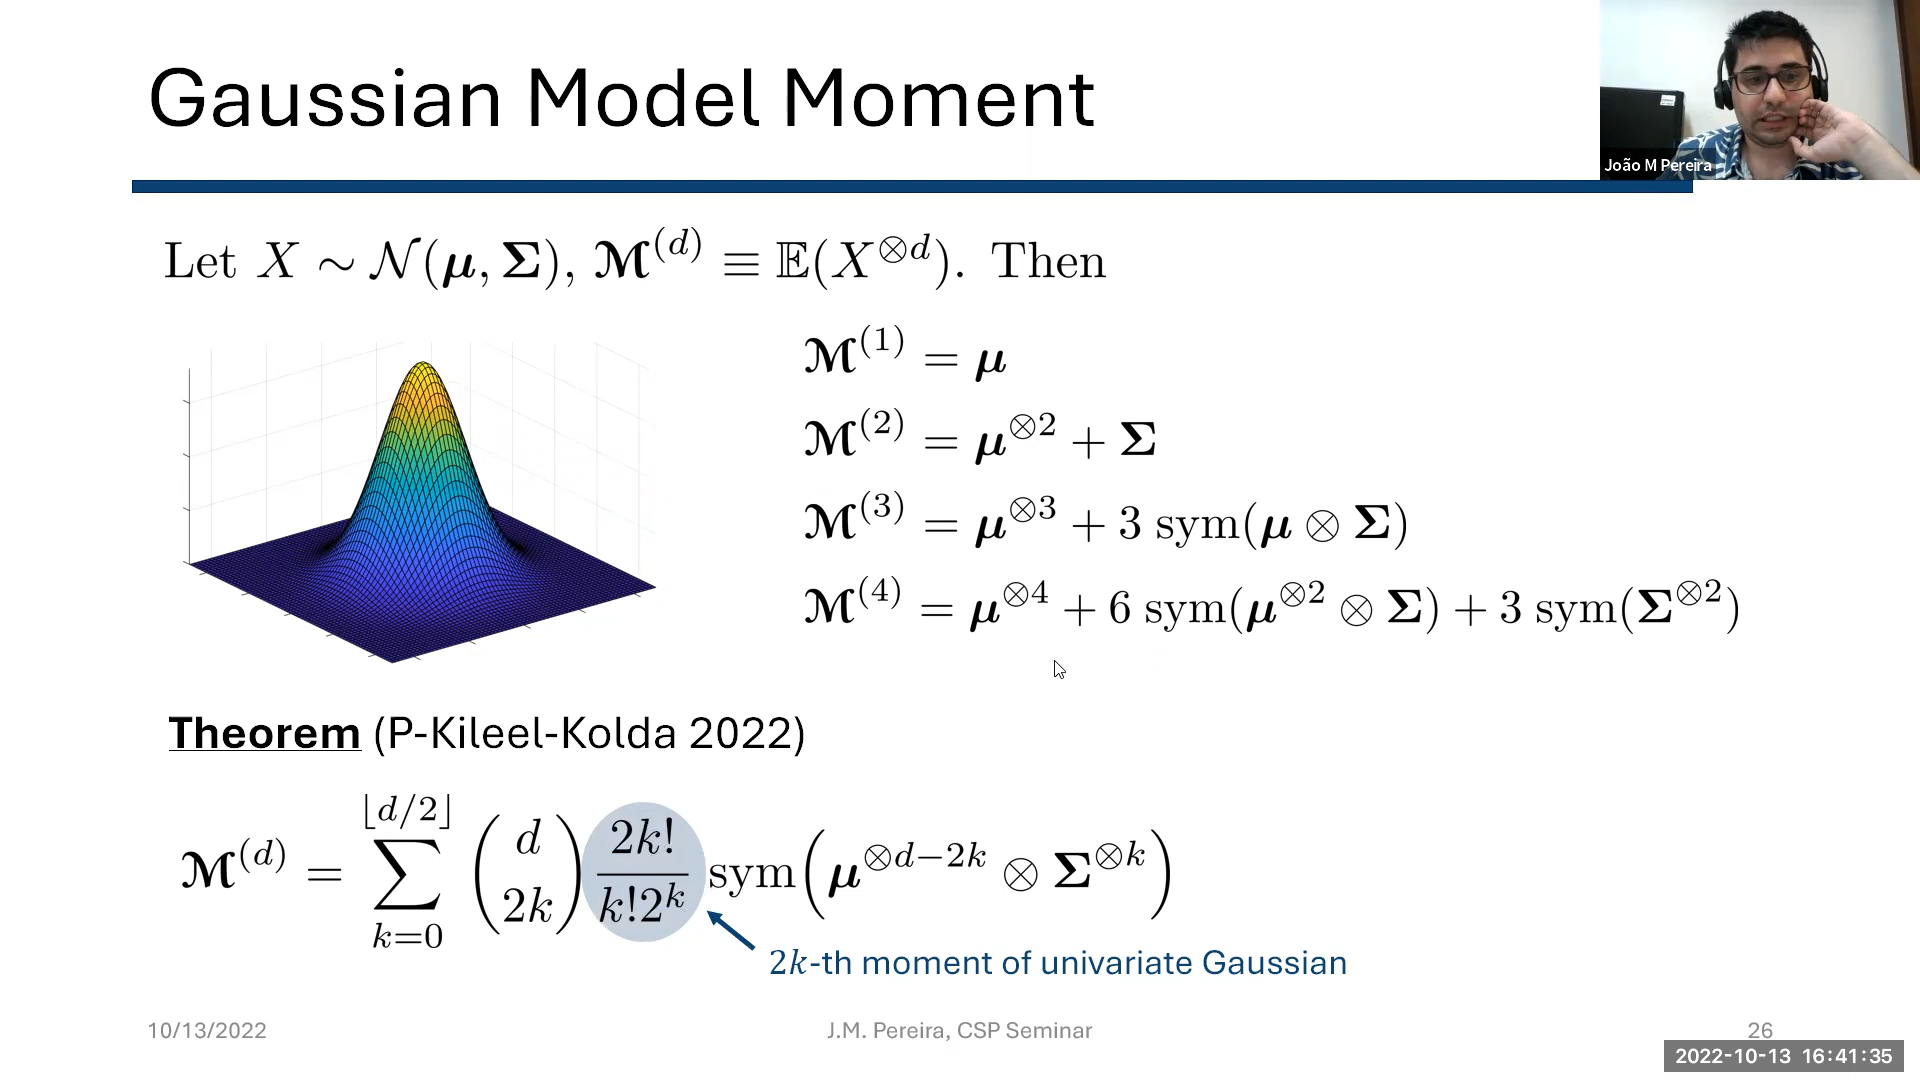 Gaussian Model Moment
João M Pereira
Let X ∼ 𝒩(μ, Σ), ℳ^(d) ≡ 𝔼(X^⊗d). Then
ℳ^(1) = μ
ℳ^(2) = μ^⊗2 + Σ
ℳ^(3) = μ^⊗3 + 3 sym(μ ⊗ Σ)
ℳ^(4) = μ^⊗4 + 6 sym(μ^⊗2 ⊗ Σ) + 3 sym(Σ^⊗2)
Theorem (P-Kileel-Kolda 2022)
ℳ^(d) = ∑_{k=0}^{⌊d/2⌋} (d 2k) 2k!/k!2^k sym(μ^⊗d−2k ⊗ Σ^⊗k)
2k-th moment of univariate Gaussian
10/13/2022
J.M. Pereira, CSP Seminar
26
2022-10-13 16:41:35